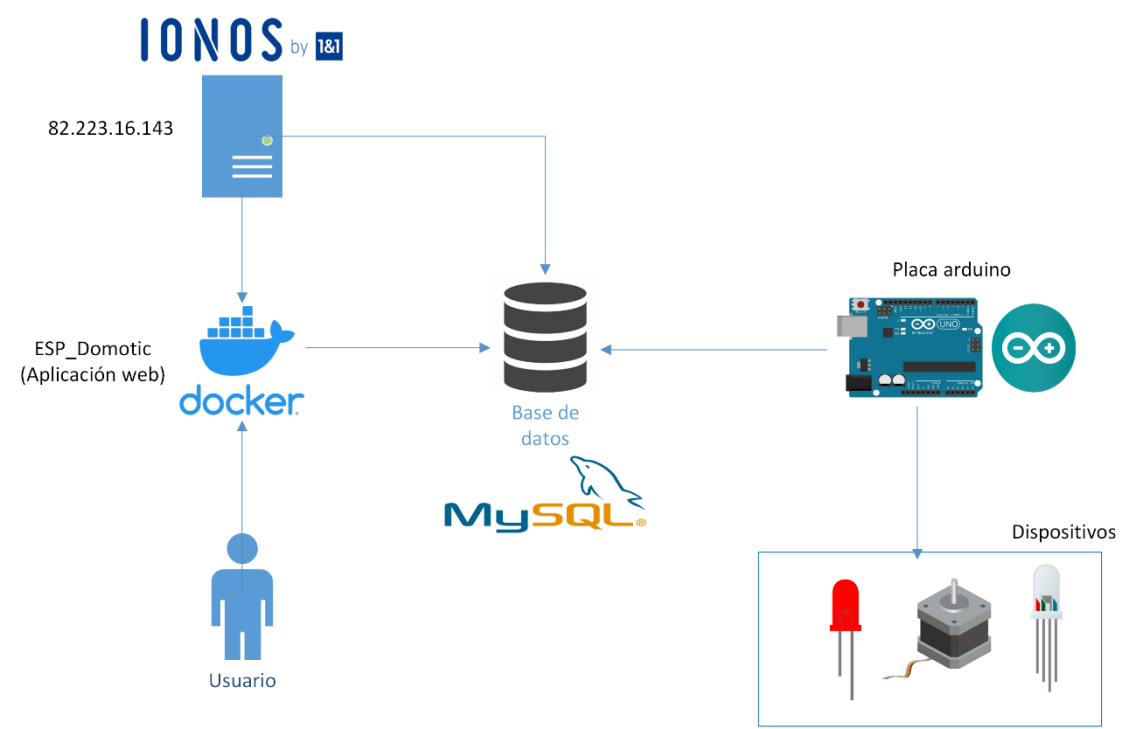 IONOS by 1&1
82.223.16.143
Placa arduino
UNO
ESP_Domotic
(Aplicación web)
docker
Base de
datos
MySQL®
Dispositivos
Usuario